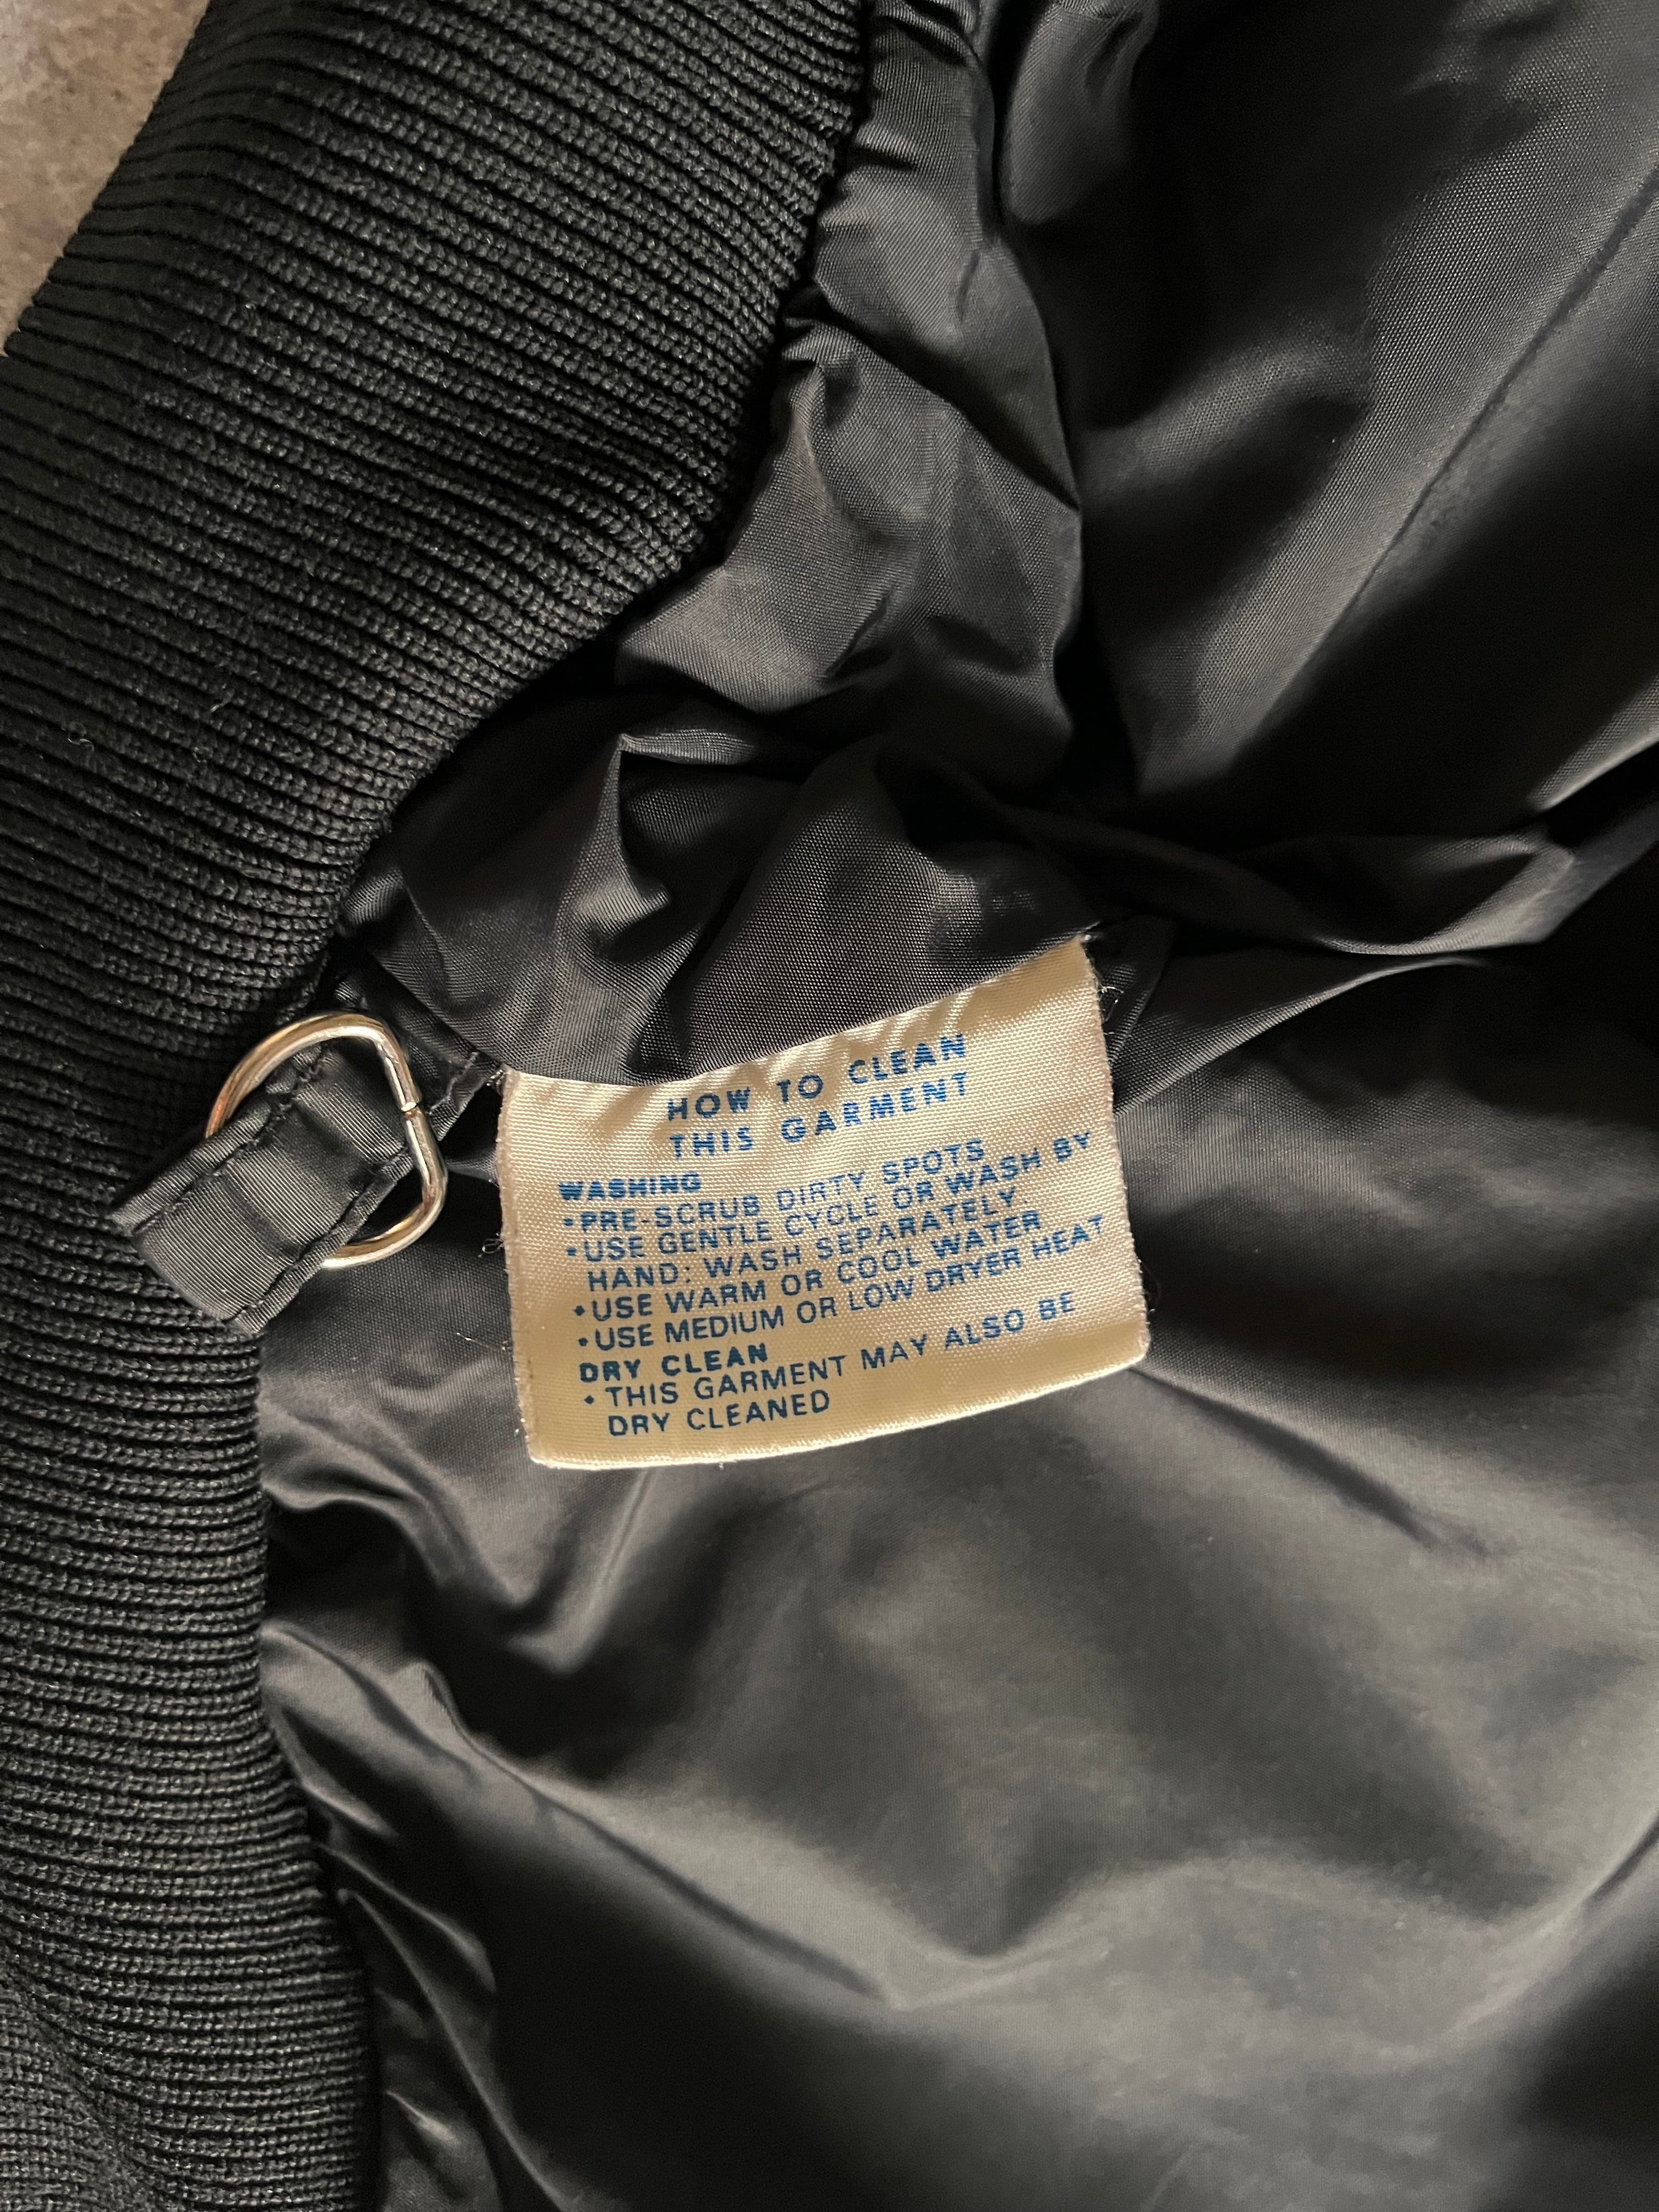 HOW TO CLEAN
THIS GARMENT
WASHING
•PRE-SCRUB DIRTY SPOTS
•USE GENTLE CYCLE OR WASH BY
HAND; WASH SEPARATELY.
•USE WARM OR COOL WATER
•USE MEDIUM OR LOW DRYER HEAT
DRY CLEAN
•THIS GARMENT MAY ALSO BE
DRY CLEANED